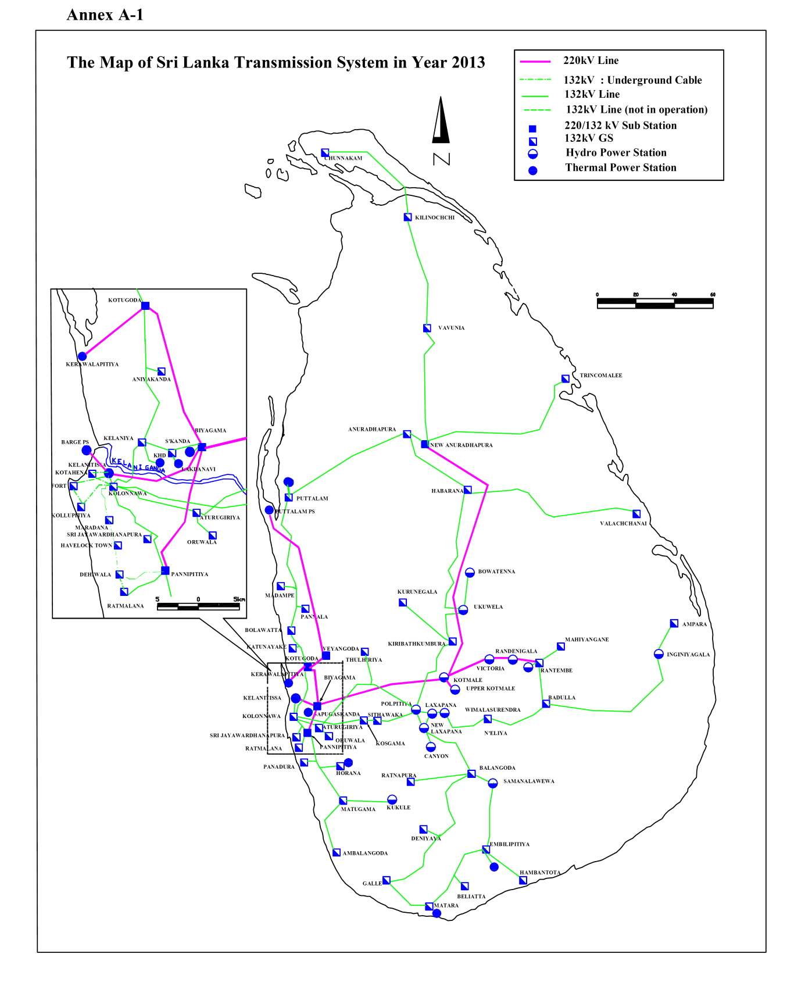 Annex A-1
The Map of Sri Lanka Transmission System in Year 2013
220kV Line
132kV : Underground Cable
132kV Line
132kV Line (not in operation)
220/132 kV Sub Station
132kV GS
Hydro Power Station
Thermal Power Station
N
CHUNNAKAM
KILINOCHCHI
0 20 40 60
VAVUNIA
TRINCOMALEE
ANURADHAPURA
NEW ANURADHAPURA
HABARANA
PUTTALAM
PUTTALAM PS
VALACHCHANAI
BOWATENNA
MADAMPE
KURUNEGALA
UKUWELA
PANNALA
BOLAWATTA
AMPARA
KATUNAYAKE
VEYANGODA
KIRIBATHKUMBURA
MAHIYANGANE
KOTUGODA
THULHIRIYA
RANDENIGALA
INGINIYAGALA
KERAWALAPITIYA
BIYAGAMA
VICTORIA
RANTEMBE
KOTMALE
UPPER KOTMALE
KELANITISSA
POLPITIYA
LAXAPANA
BADULLA
KOLONNAWA
SAPUGASKANDA
SITHAWAKA
WIMALASURENDRA
ATURUGIRIYA
NEW
LAXAPANA
N'ELIYA
SRI JAYAWARDHANAPURA
ORUWALA
KOSGAMA
RATMALANA
PANNIPITIYA
CANYON
PANADURA
HORANA
RATNAPURA
BALANGODA
SAMANALAWEWA
MATUGAMA
KUKULE
DENIYAYA
EMBILIPITIYA
AMBALANGODA
HAMBANTOTA
GALLE
BELIATTA
MATARA
KOTUGODA
KERAWALAPITIYA
ANIYAKANDA
BIYAGAMA
KELANIYA
S'KANDA
BARGE PS
KHD
KELANITISSA
KELANI GANGA
LAKDANAVI
KOTAHENA
FORT
KOLONNAWA
KOLLUPITIYA
ATURUGIRIYA
MARADANA
SRI JAYAWARDHANAPURA
ORUWALA
HAVELOCK TOWN
DEHIWALA
PANNIPITIYA
RATMALANA
5 0 5km